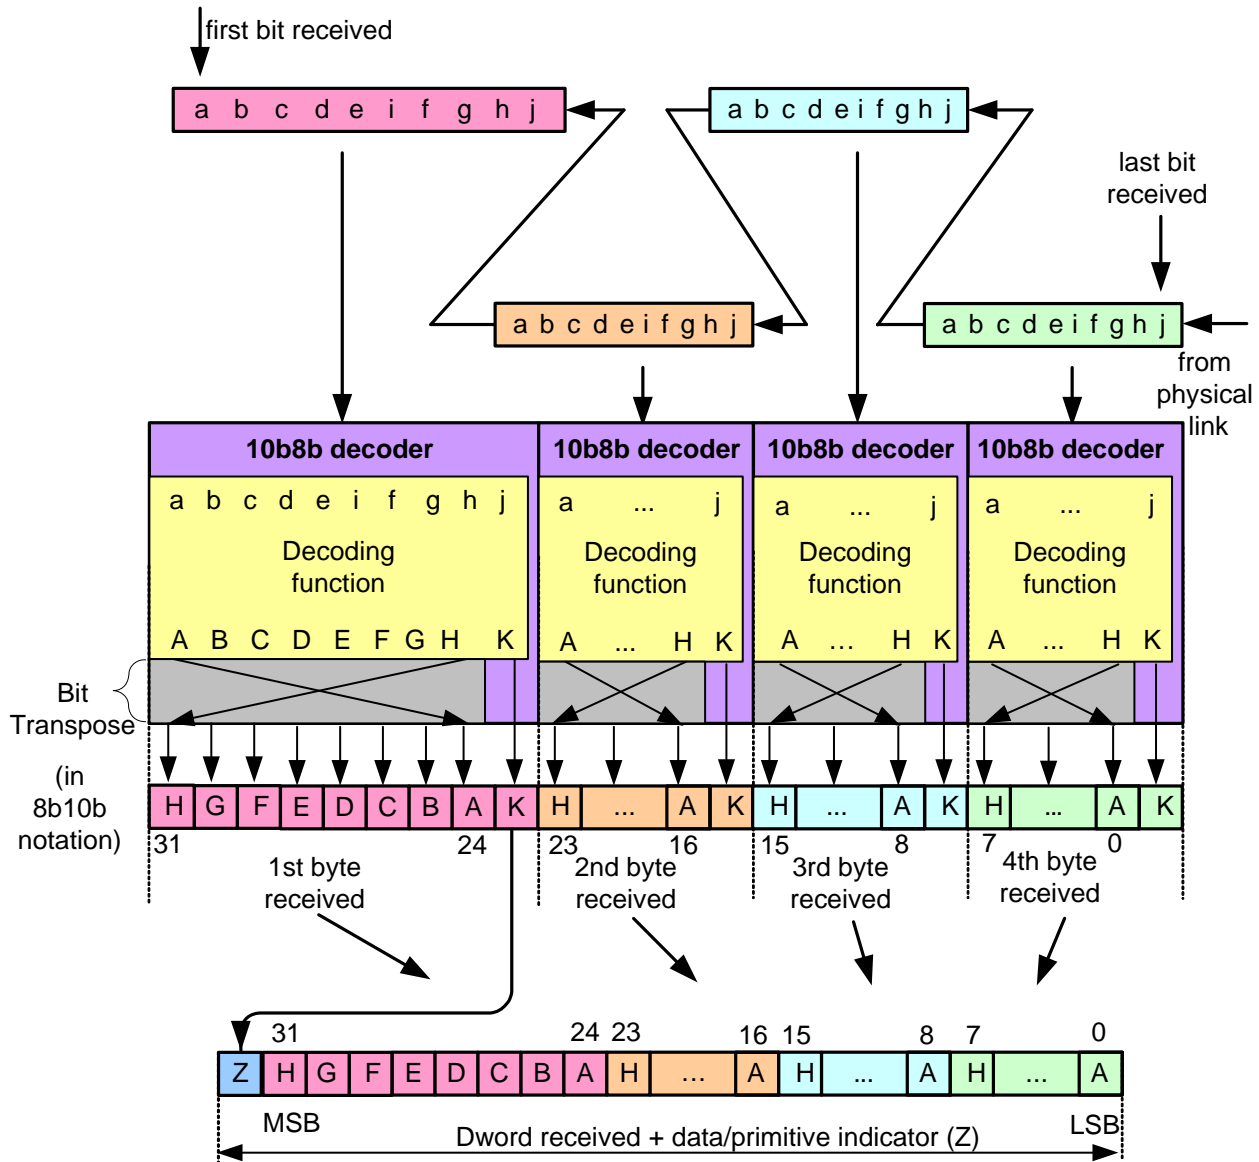 first bit received
a b c d e i f g h j
a b c d e i f g h j
last bit
received
a b c d e i f g h j
a b c d e i f g h j
from
physical
link
10b8b decoder 10b8b decoder 10b8b decoder 10b8b decoder
a b c d e i f g h j a ... j a ... j a ... j
Decoding
function
Decoding
function
Decoding
function
Decoding
function
A B C D E F G H K A ... H K A ... H K A ... H K
Bit
Transpose
(in
8b10b
notation)
H G F E D C B A K H ... A K H ... A K H ... A K
31 24 23 16 15 8 7 0
1st byte
received
2nd byte
received
3rd byte
received
4th byte
received
31 24 23 16 15 8 7 0
Z H G F E D C B A H ... A H ... A H ... A
MSB LSB
Dword received + data/primitive indicator (Z)